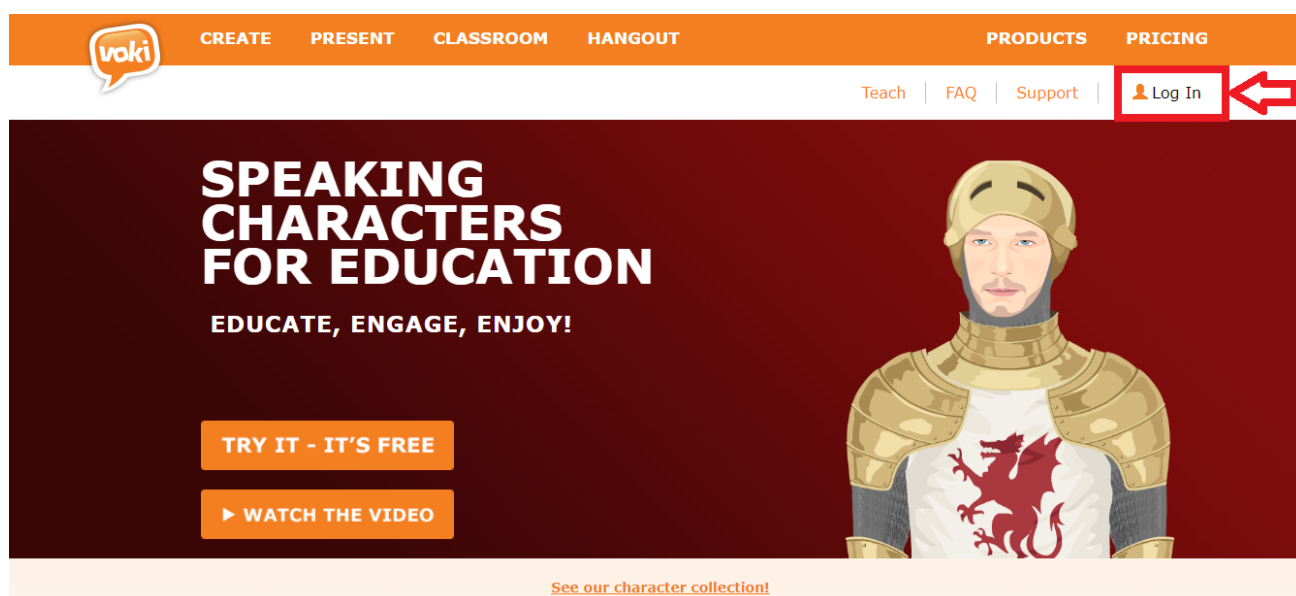 voki
CREATE PRESENT CLASSROOM HANGOUT PRODUCTS PRICING
Teach FAQ Support Log In
SPEAKING
CHARACTERS
FOR EDUCATION
EDUCATE, ENGAGE, ENJOY!
TRY IT - IT'S FREE
WATCH THE VIDEO
See our character collection!